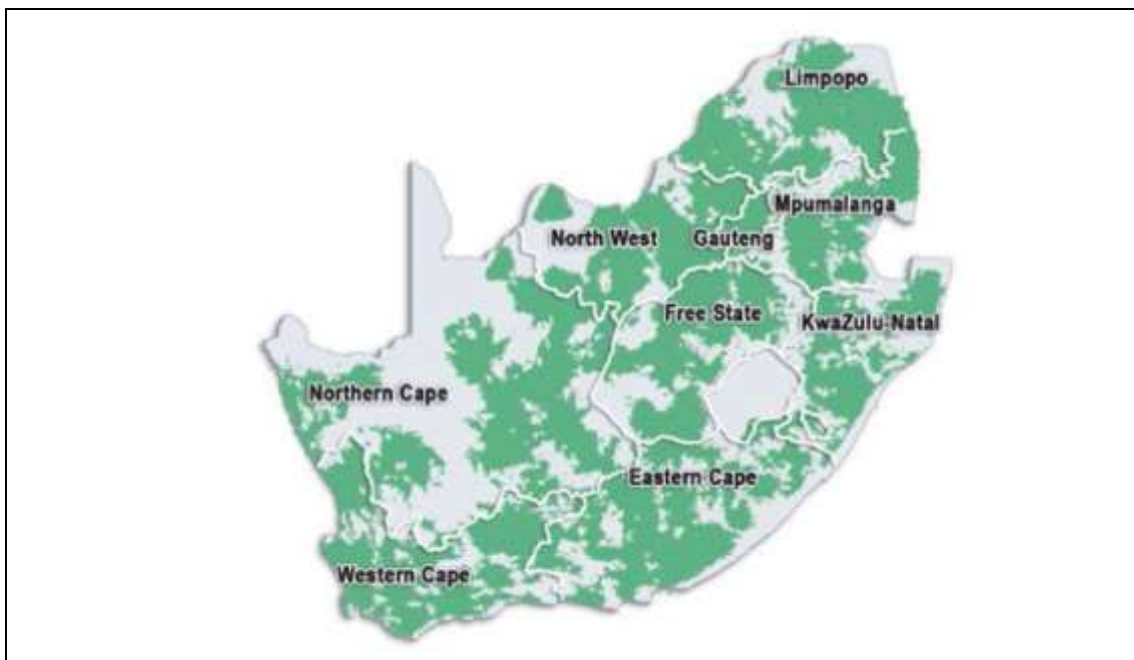 Limpopo
Mpumalanga
North West
Gauteng
Free State
KwaZulu-Natal
Northern Cape
Eastern Cape
Western Cape